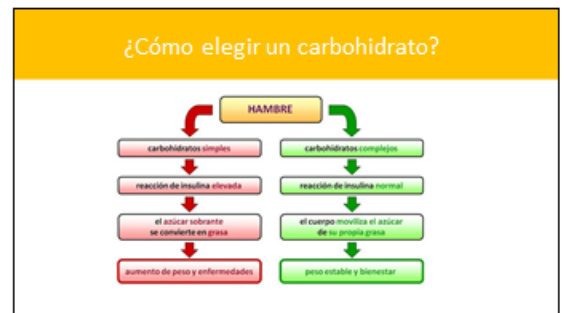 ¿Cómo elegir un carbohidrato?
HAMBRE
carbohidratos simples
reacción de insulina elevada
el azúcar sobrante
se convierte en grasa
aumento de peso y enfermedades
carbohidratos complejos
reacción de insulina normal
el cuerpo moviliza el azúcar
de su propia grasa
peso estable y bienestar